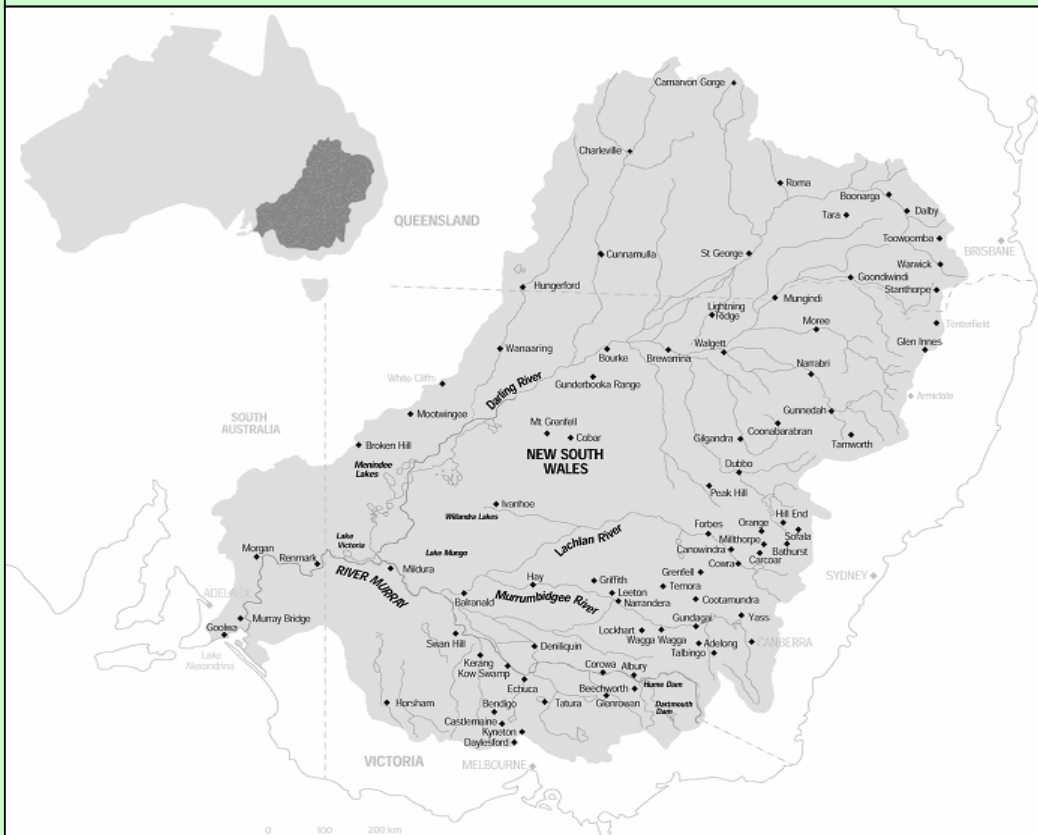 Carnarvon Gorge
Charleville
Roma
Boonarga
Tara
Dalby
QUEENSLAND
Toowoomba
BRISBANE
Cunnamulla
St George
Warwick
Goondiwindi
Stanthorpe
Hungerford
Mungindi
Lightning
Ridge
Moree
Tenterfield
Glen Innes
Wanaaring
Bourke
Brewarrina
Walgett
Narrabri
White Cliffs
Darling River
Gunderbooka Range
Armidale
SOUTH
AUSTRALIA
Mootwingee
Gunnedah
Mt Grenfell
Coonabarabran
Cobar
Gilgandra
Tamworth
Broken Hill
NEW SOUTH
WALES
Menindee
Lakes
Dubbo
Peak Hill
Ivanhoe
Willandra Lakes
Hill End
Forbes
Orange
Sofala
Lake
Victoria
Lachlan River
Millthorpe
Lake Mungo
Canowindra
Bathurst
Morgan
Renmark
Carcoar
Cowra
Mildura
Grenfell
SYDNEY
RIVER MURRAY
Hay
Griffith
Temora
ADELAIDE
Balranald
Murrumbidgee River
Leeton
Narrandera
Cootamundra
Goolwa
Murray Bridge
Gundagai
Yass
Lockhart
Wagga Wagga
Swan Hill
Deniliquin
Adelong
CANBERRA
Talbingo
Lake
Alexandrina
Kerang
Kow Swamp
Corowa
Albury
Echuca
Beechworth
Hume Dam
Horsham
Bendigo
Tatura
Glenrowan
Dartmouth
Dam
Castlemaine
Kyneton
Daylesford
VICTORIA
MELBOURNE
0 100 200 km